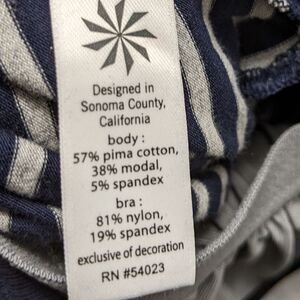 Designed in
Sonoma County,
California
body :
57% pima cotton,
38% modal,
5% spandex
bra :
81% nylon,
19% spandex
exclusive of decoration
RN #54023